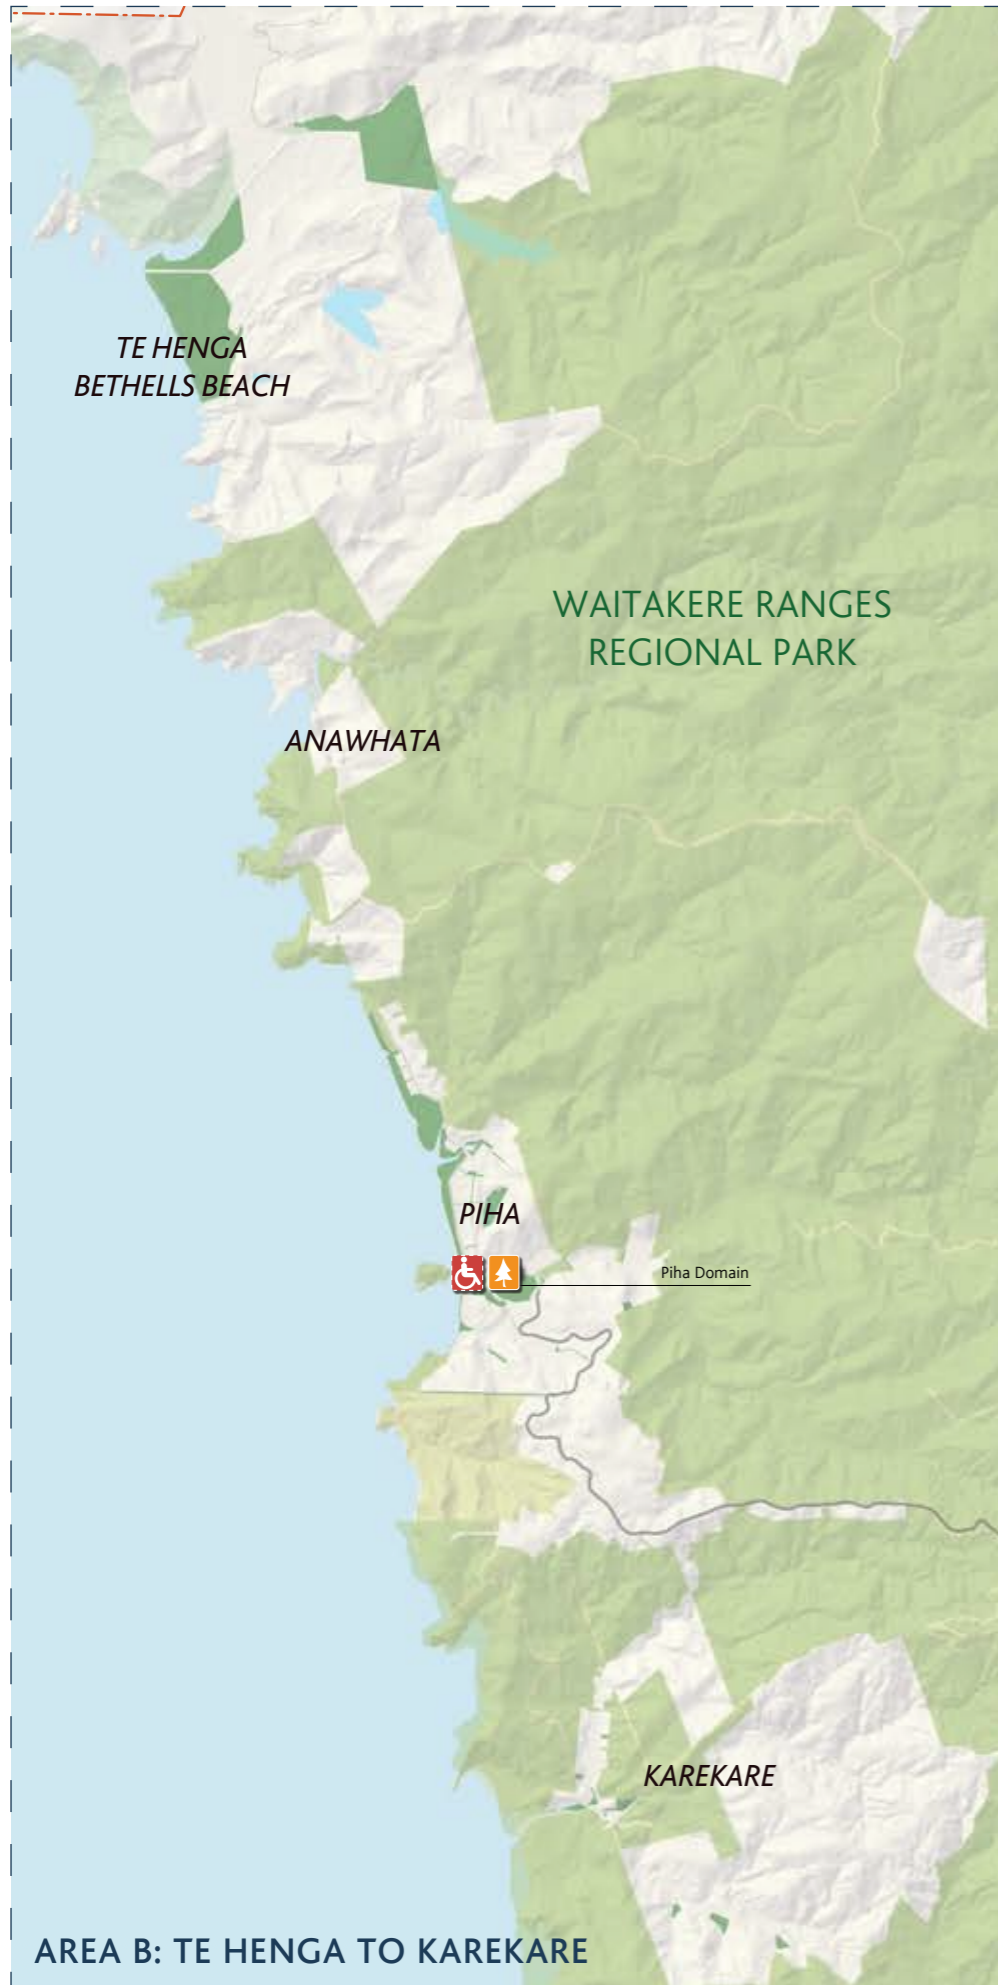 TE HENGA
BETHELLS BEACH
WAITAKERE RANGES
REGIONAL PARK
ANAWHATA
PIHA
Piha Domain
KAREKARE
AREA B: TE HENGA TO KAREKARE